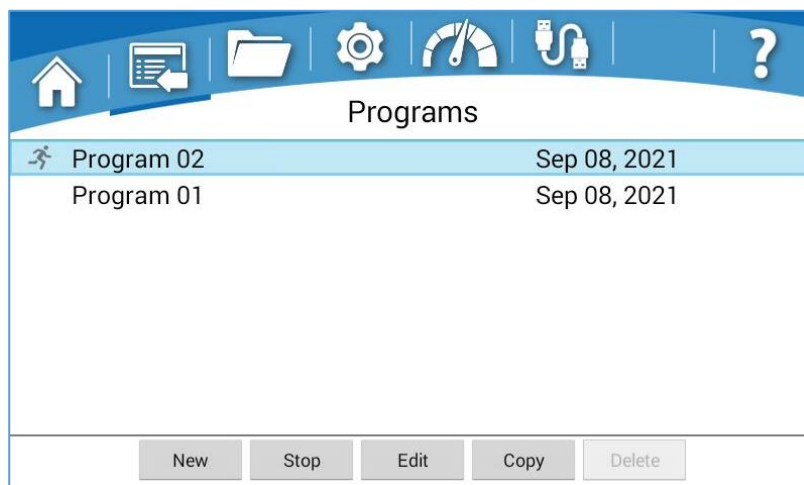 ?
Programs
Program 02 Sep 08, 2021
Program 01 Sep 08, 2021
New Stop Edit Copy Delete